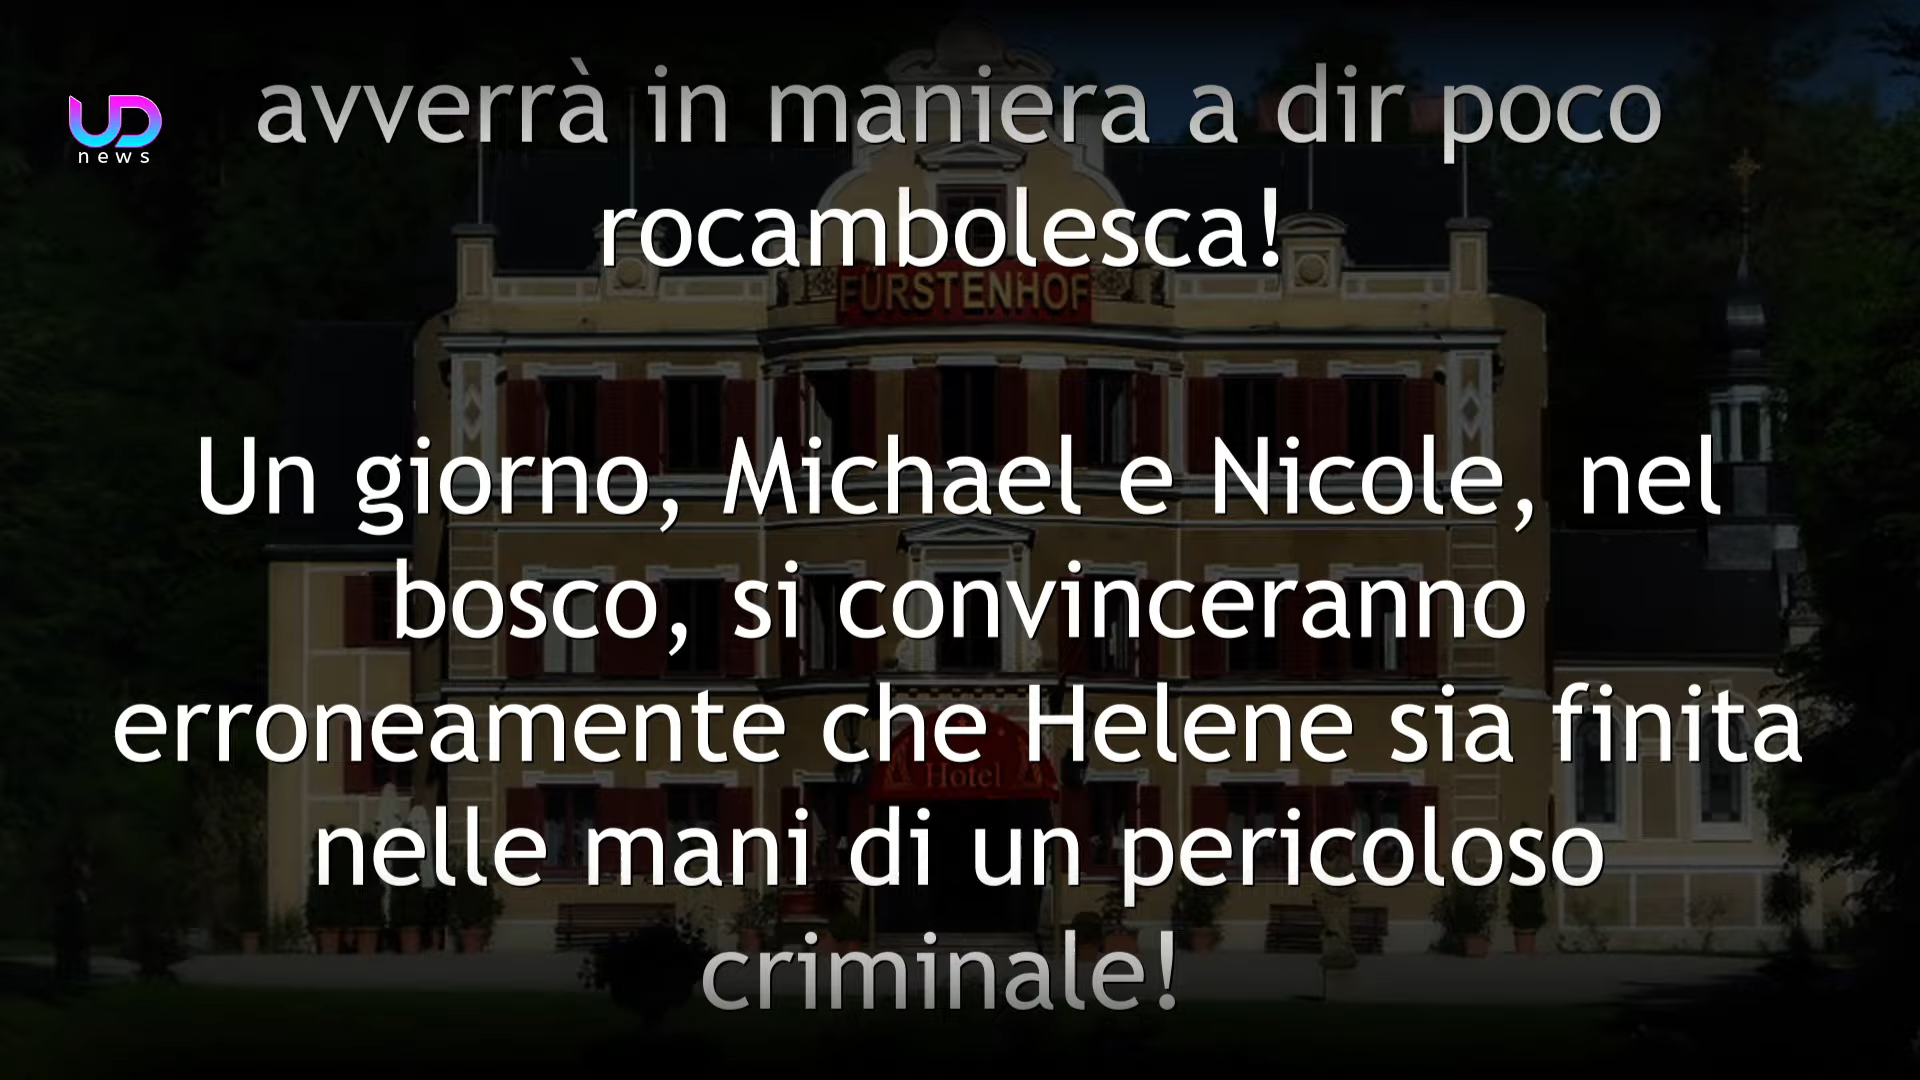 avverrà in maniera a dir poco
UD
news
rocambolesca!
FÜRSTENHOF
Un giorno, Michael e Nicole, nel
bosco, si convinceranno
erroneamente che Helene sia finita
Hotel
nelle mani di un pericoloso
criminale!